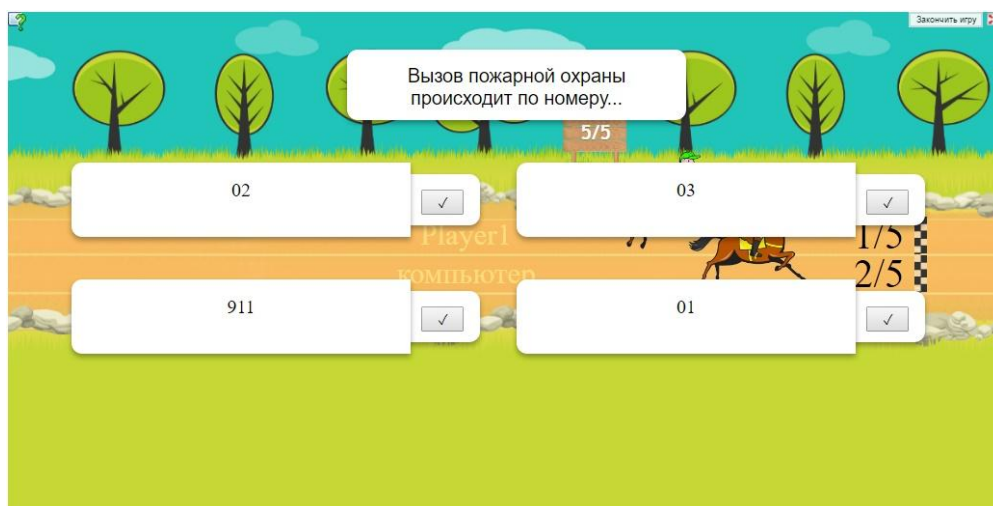 Закончить игру
Вызов пожарной охраны
происходит по номеру...
5/5
02
03
Player1
1/5
компьютер
2/5
911
01